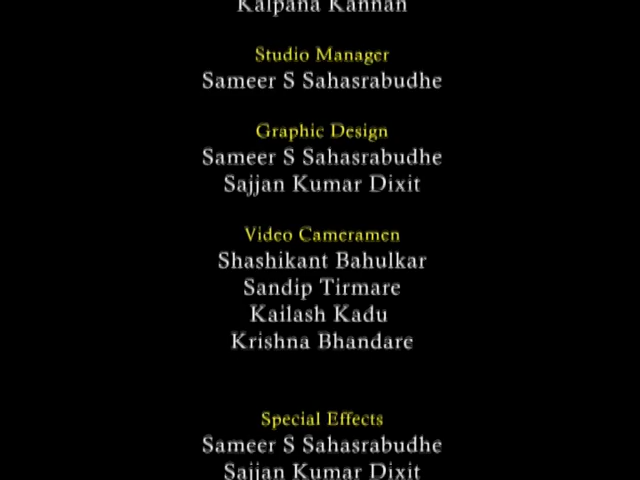 Kalpana Kannan
Studio Manager
Sameer S Sahasrabudhe
Graphic Design
Sameer S Sahasrabudhe
Sajjan Kumar Dixit
Video Cameramen
Shashikant Bahulkar
Sandip Tirmare
Kailash Kadu
Krishna Bhandare
Special Effects
Sameer S Sahasrabudhe
Sajjan Kumar Dixit